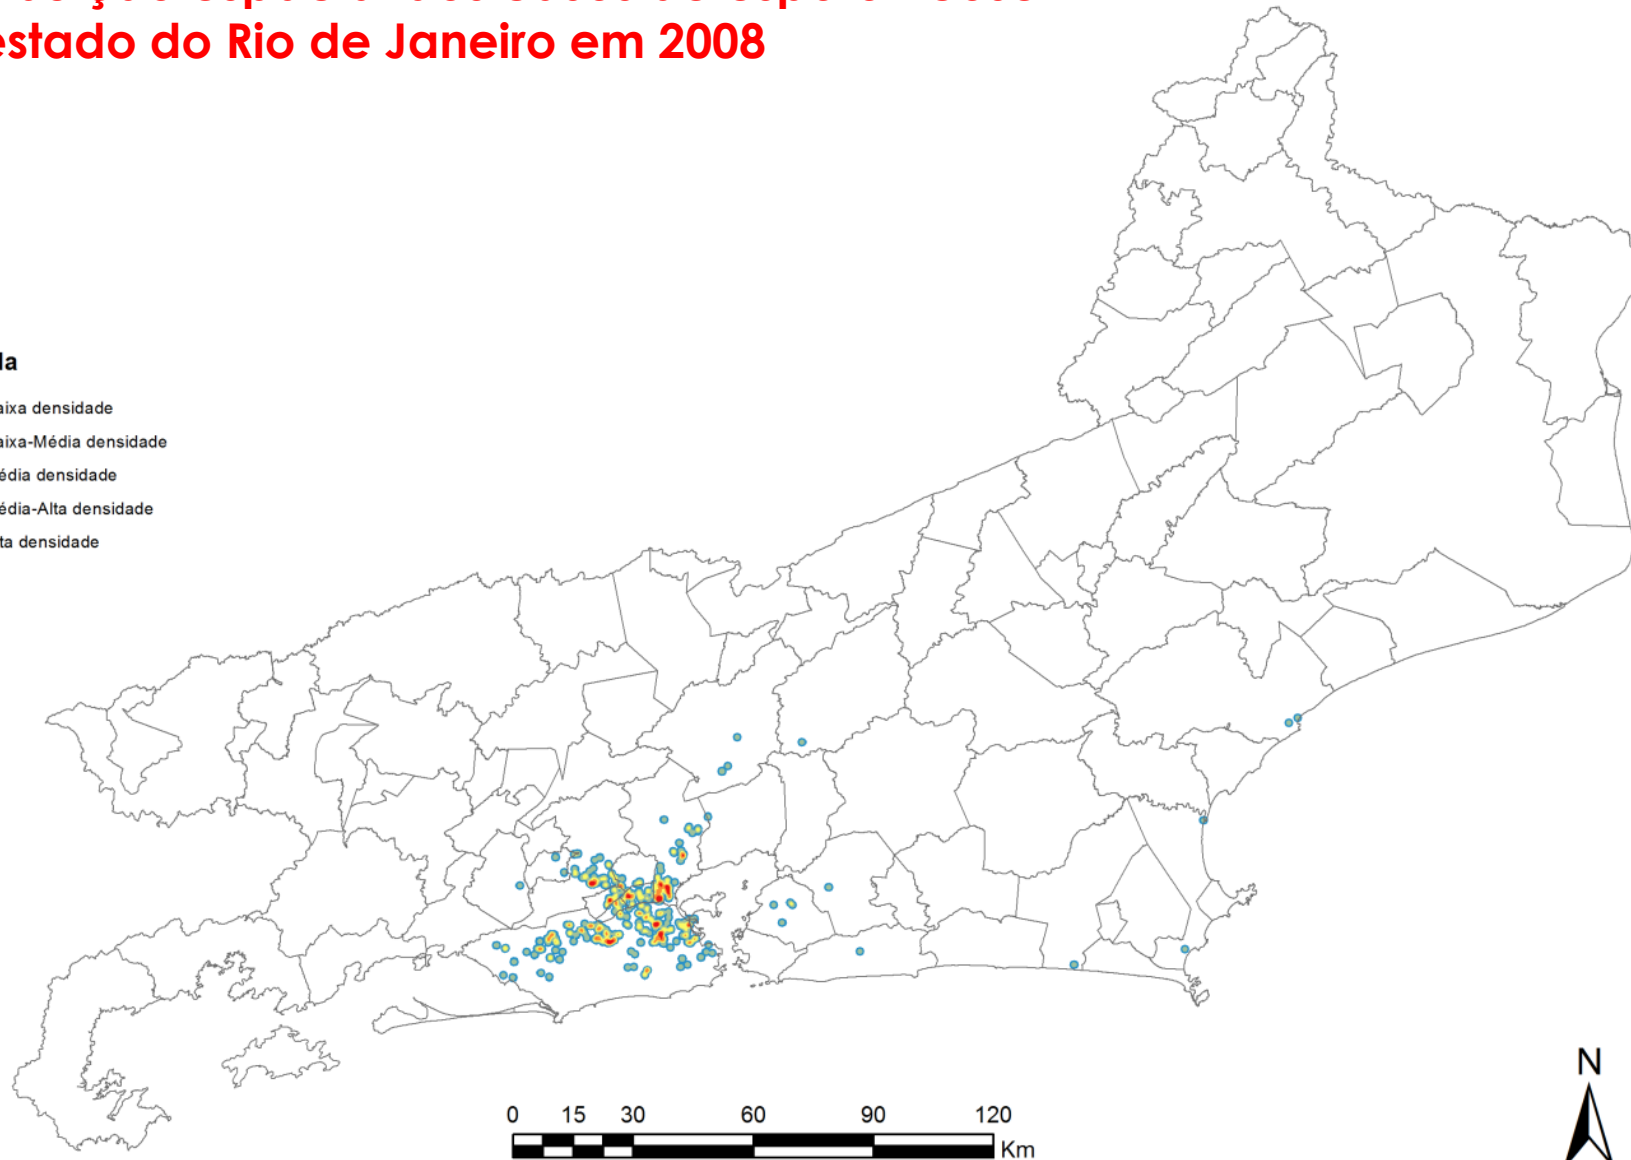 estado do Rio de Janeiro em 2008
aixa densidade
aixa-Média densidade
édia densidade
édia-Alta densidade
ta densidade
N
0 15 30 60 90 120
Km